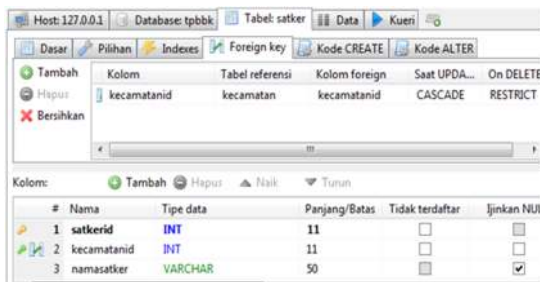 Host: 127.0.0.1 Database: tpbbk Tabel: satker Data Kueri
Dasar Pilihan Indexes Foreign key Kode CREATE Kode ALTER
Tambah
Hapus
Bersihkan
Kolom Tabel referensi Kolom foreign Saat UPDA... On DELETE
kecamatanid kecamatan kecamatanid CASCADE RESTRICT
Kolom: Tambah Hapus Naik Turun
# Nama Tipe data Panjang/Batas Tidak terdaftar Ijinkan NUL
1 satkerid INT 11
2 kecamatanid INT 11
3 namasatker VARCHAR 50